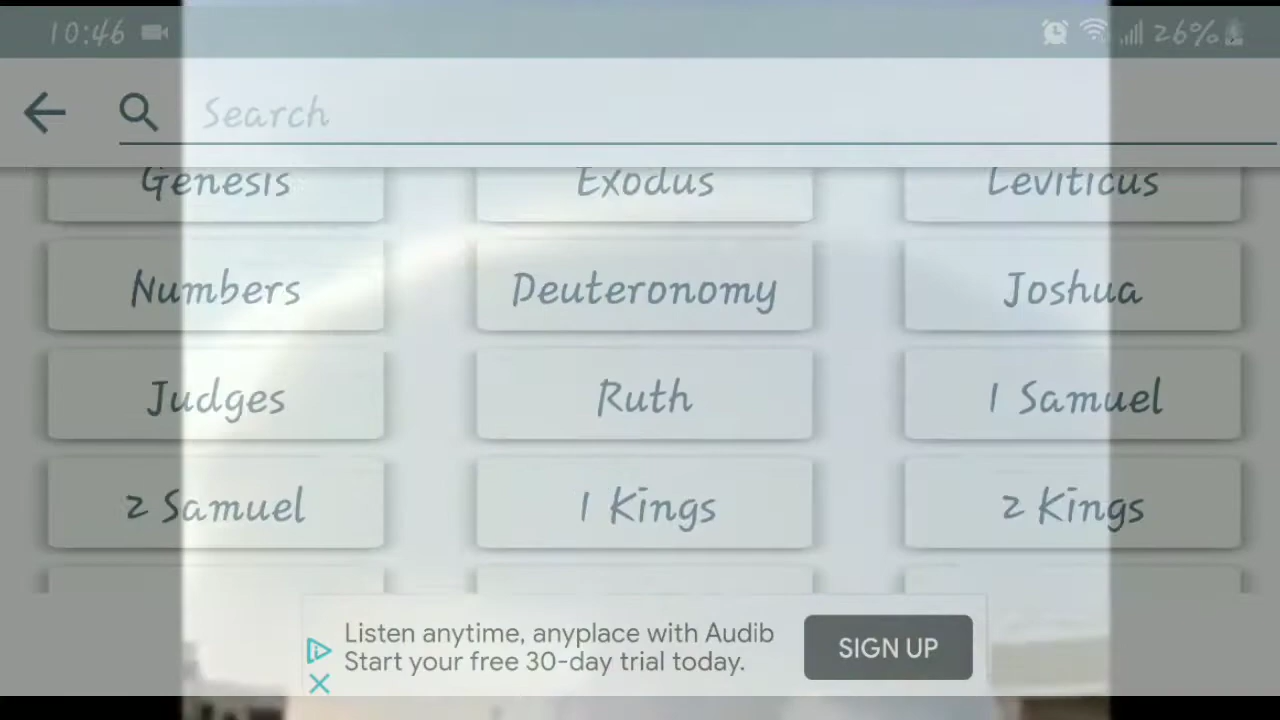 10:46 26%
Search
Genesis Exodus Leviticus
Numbers Deuteronomy Joshua
Judges Ruth 1 Samuel
2 Samuel 1 Kings 2 Kings
Listen anytime, anyplace with Audib
Start your free 30-day trial today.
SIGN UP